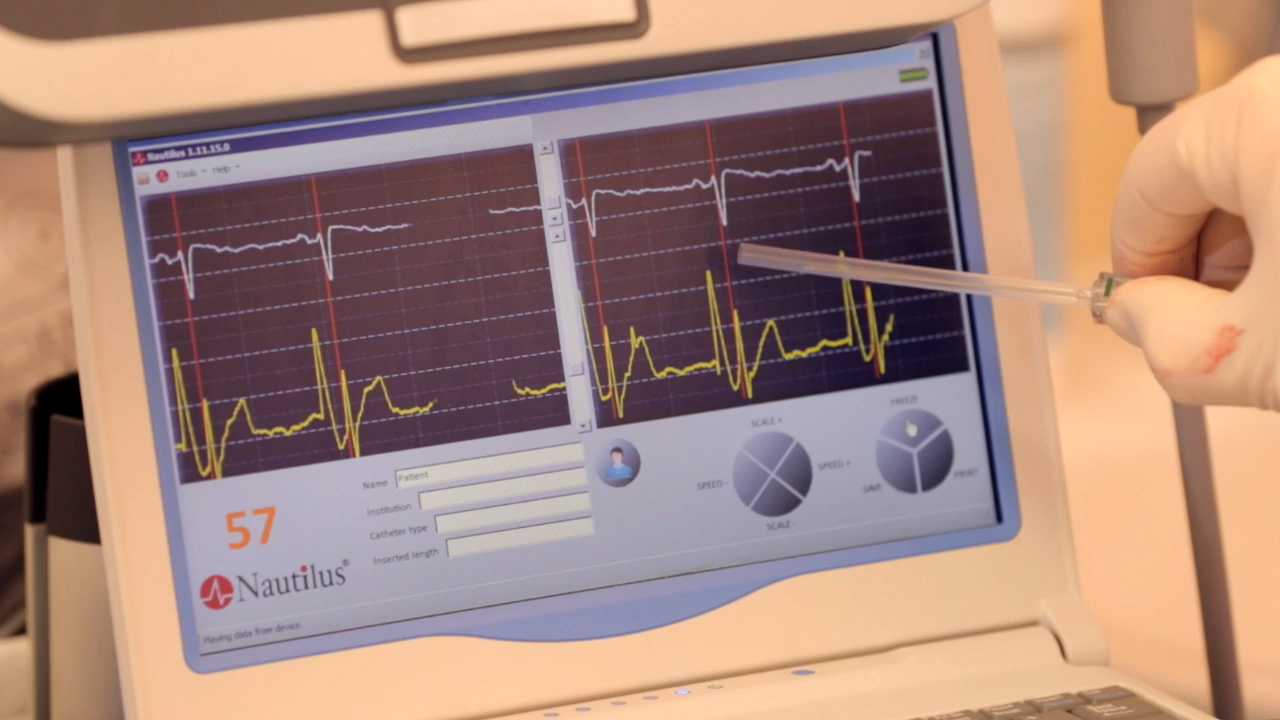 Nautilus 1.11.15.0
Tools Help
FREEZE
SCALE +
SPEED -
SPEED +
SAVE
PRINT
SCALE -
Name Patient
Institution
Catheter type
Inserted length
57
Nautilus®
Playing data from device.